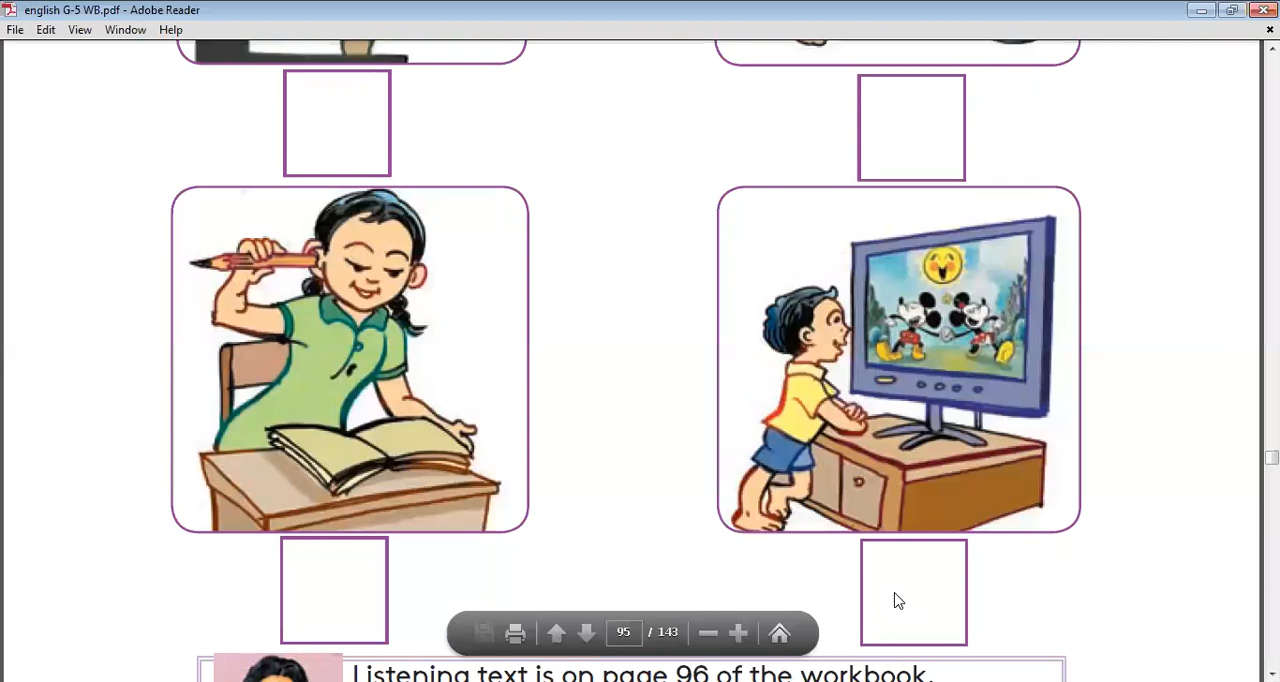 english G-5 WB.pdf - Adobe Reader
File Edit View Window Help
95 / 143
Listening text is on page 96 of the workbook.